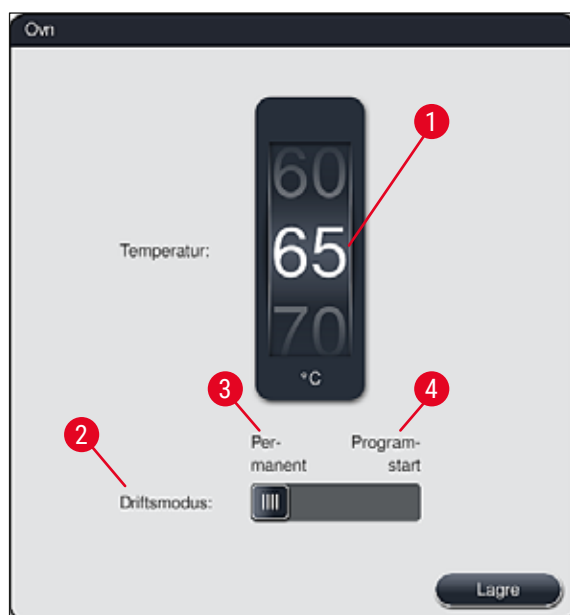 Ovn
1
60
Temperatur:
65
70
°C
3
4
2
Per-
manent
Program-
start
Driftsmodus:
Lagre